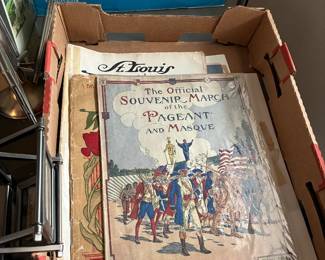 St. Louis
The Official
SOUVENIR MARCH
of the
PAGEANT
AND MASQUE